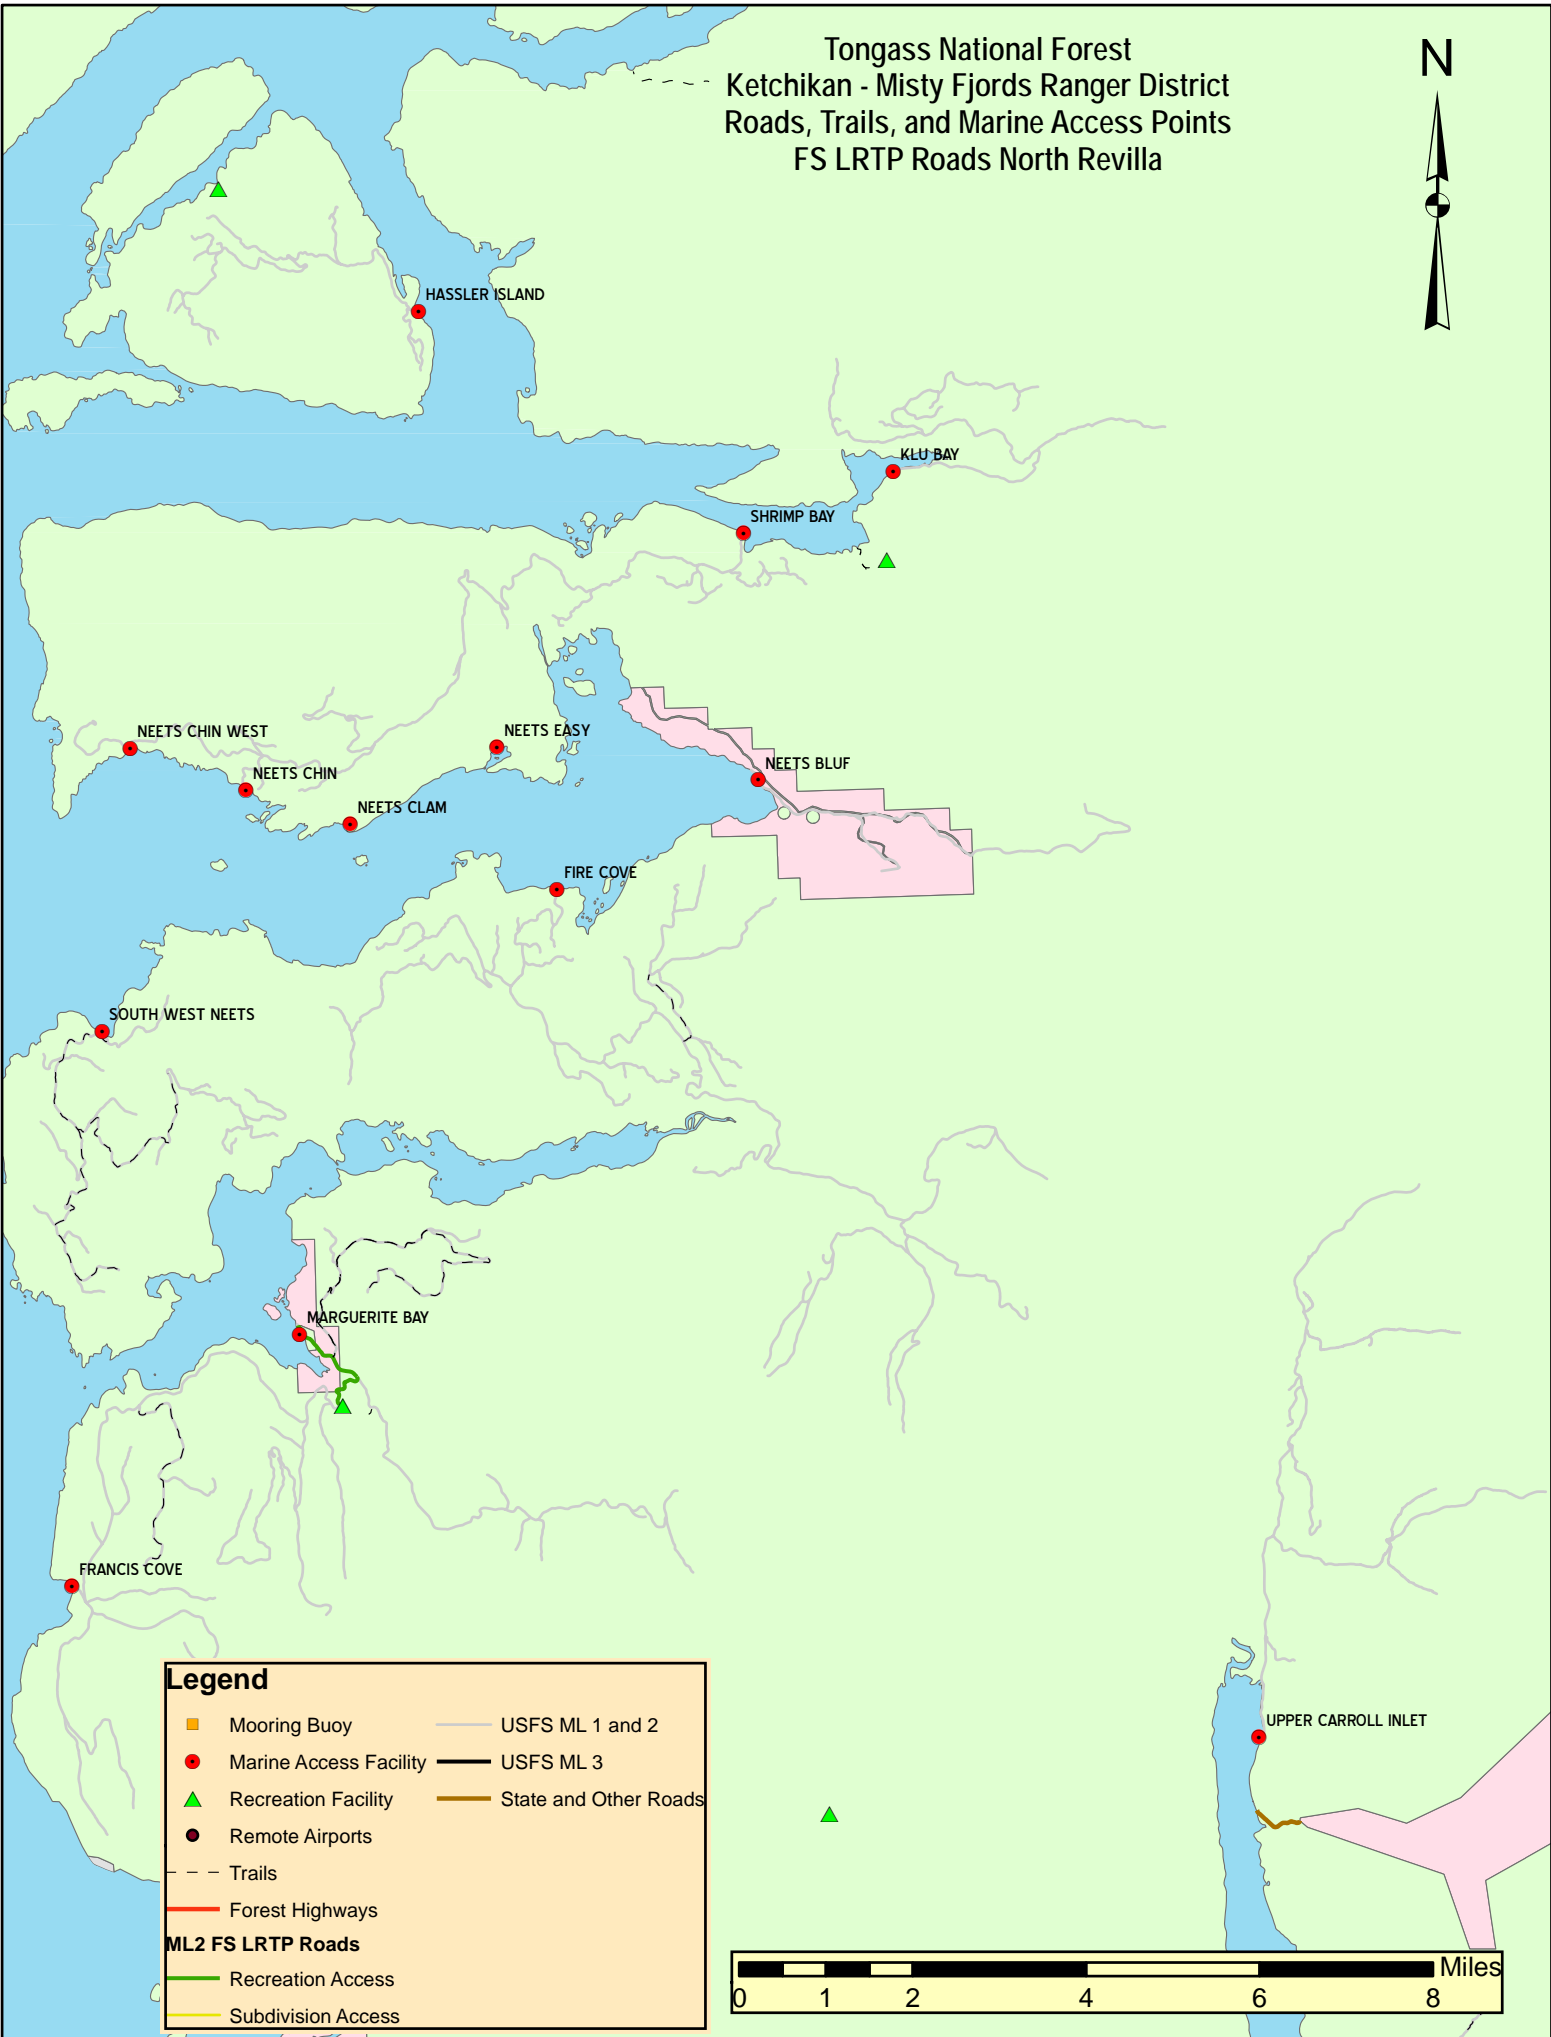 Tongass National Forest
Ketchikan - Misty Fjords Ranger District
Roads, Trails, and Marine Access Points
FS LRTP Roads North Revilla
N
HASSLER ISLAND
KLU BAY
SHRIMP BAY
NEETS CHIN WEST
NEETS EASY
NEETS BLUF
NEETS CHIN
NEETS CLAM
FIRE COVE
SOUTH WEST NEETS
MARGUERITE BAY
FRANCIS COVE
UPPER CARROLL INLET
Legend
Mooring Buoy
Marine Access Facility
Recreation Facility
Remote Airports
Trails
Forest Highways
ML2 FS LRTP Roads
Recreation Access
Subdivision Access
USFS ML 1 and 2
USFS ML 3
State and Other Roads
Miles
0 1 2 4 6 8